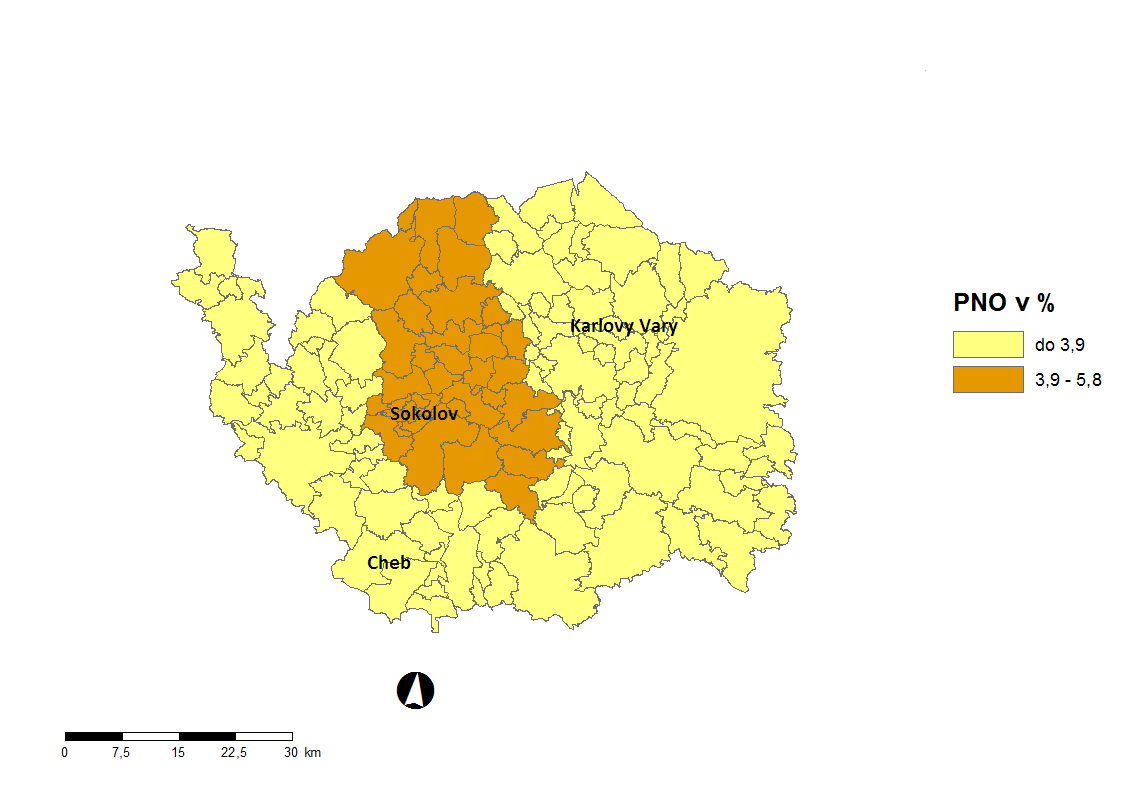 PNO v %
do 3,9
3,9 - 5,8
Karlovy Vary
Sokolov
Cheb
0 7,5 15 22,5 30 km